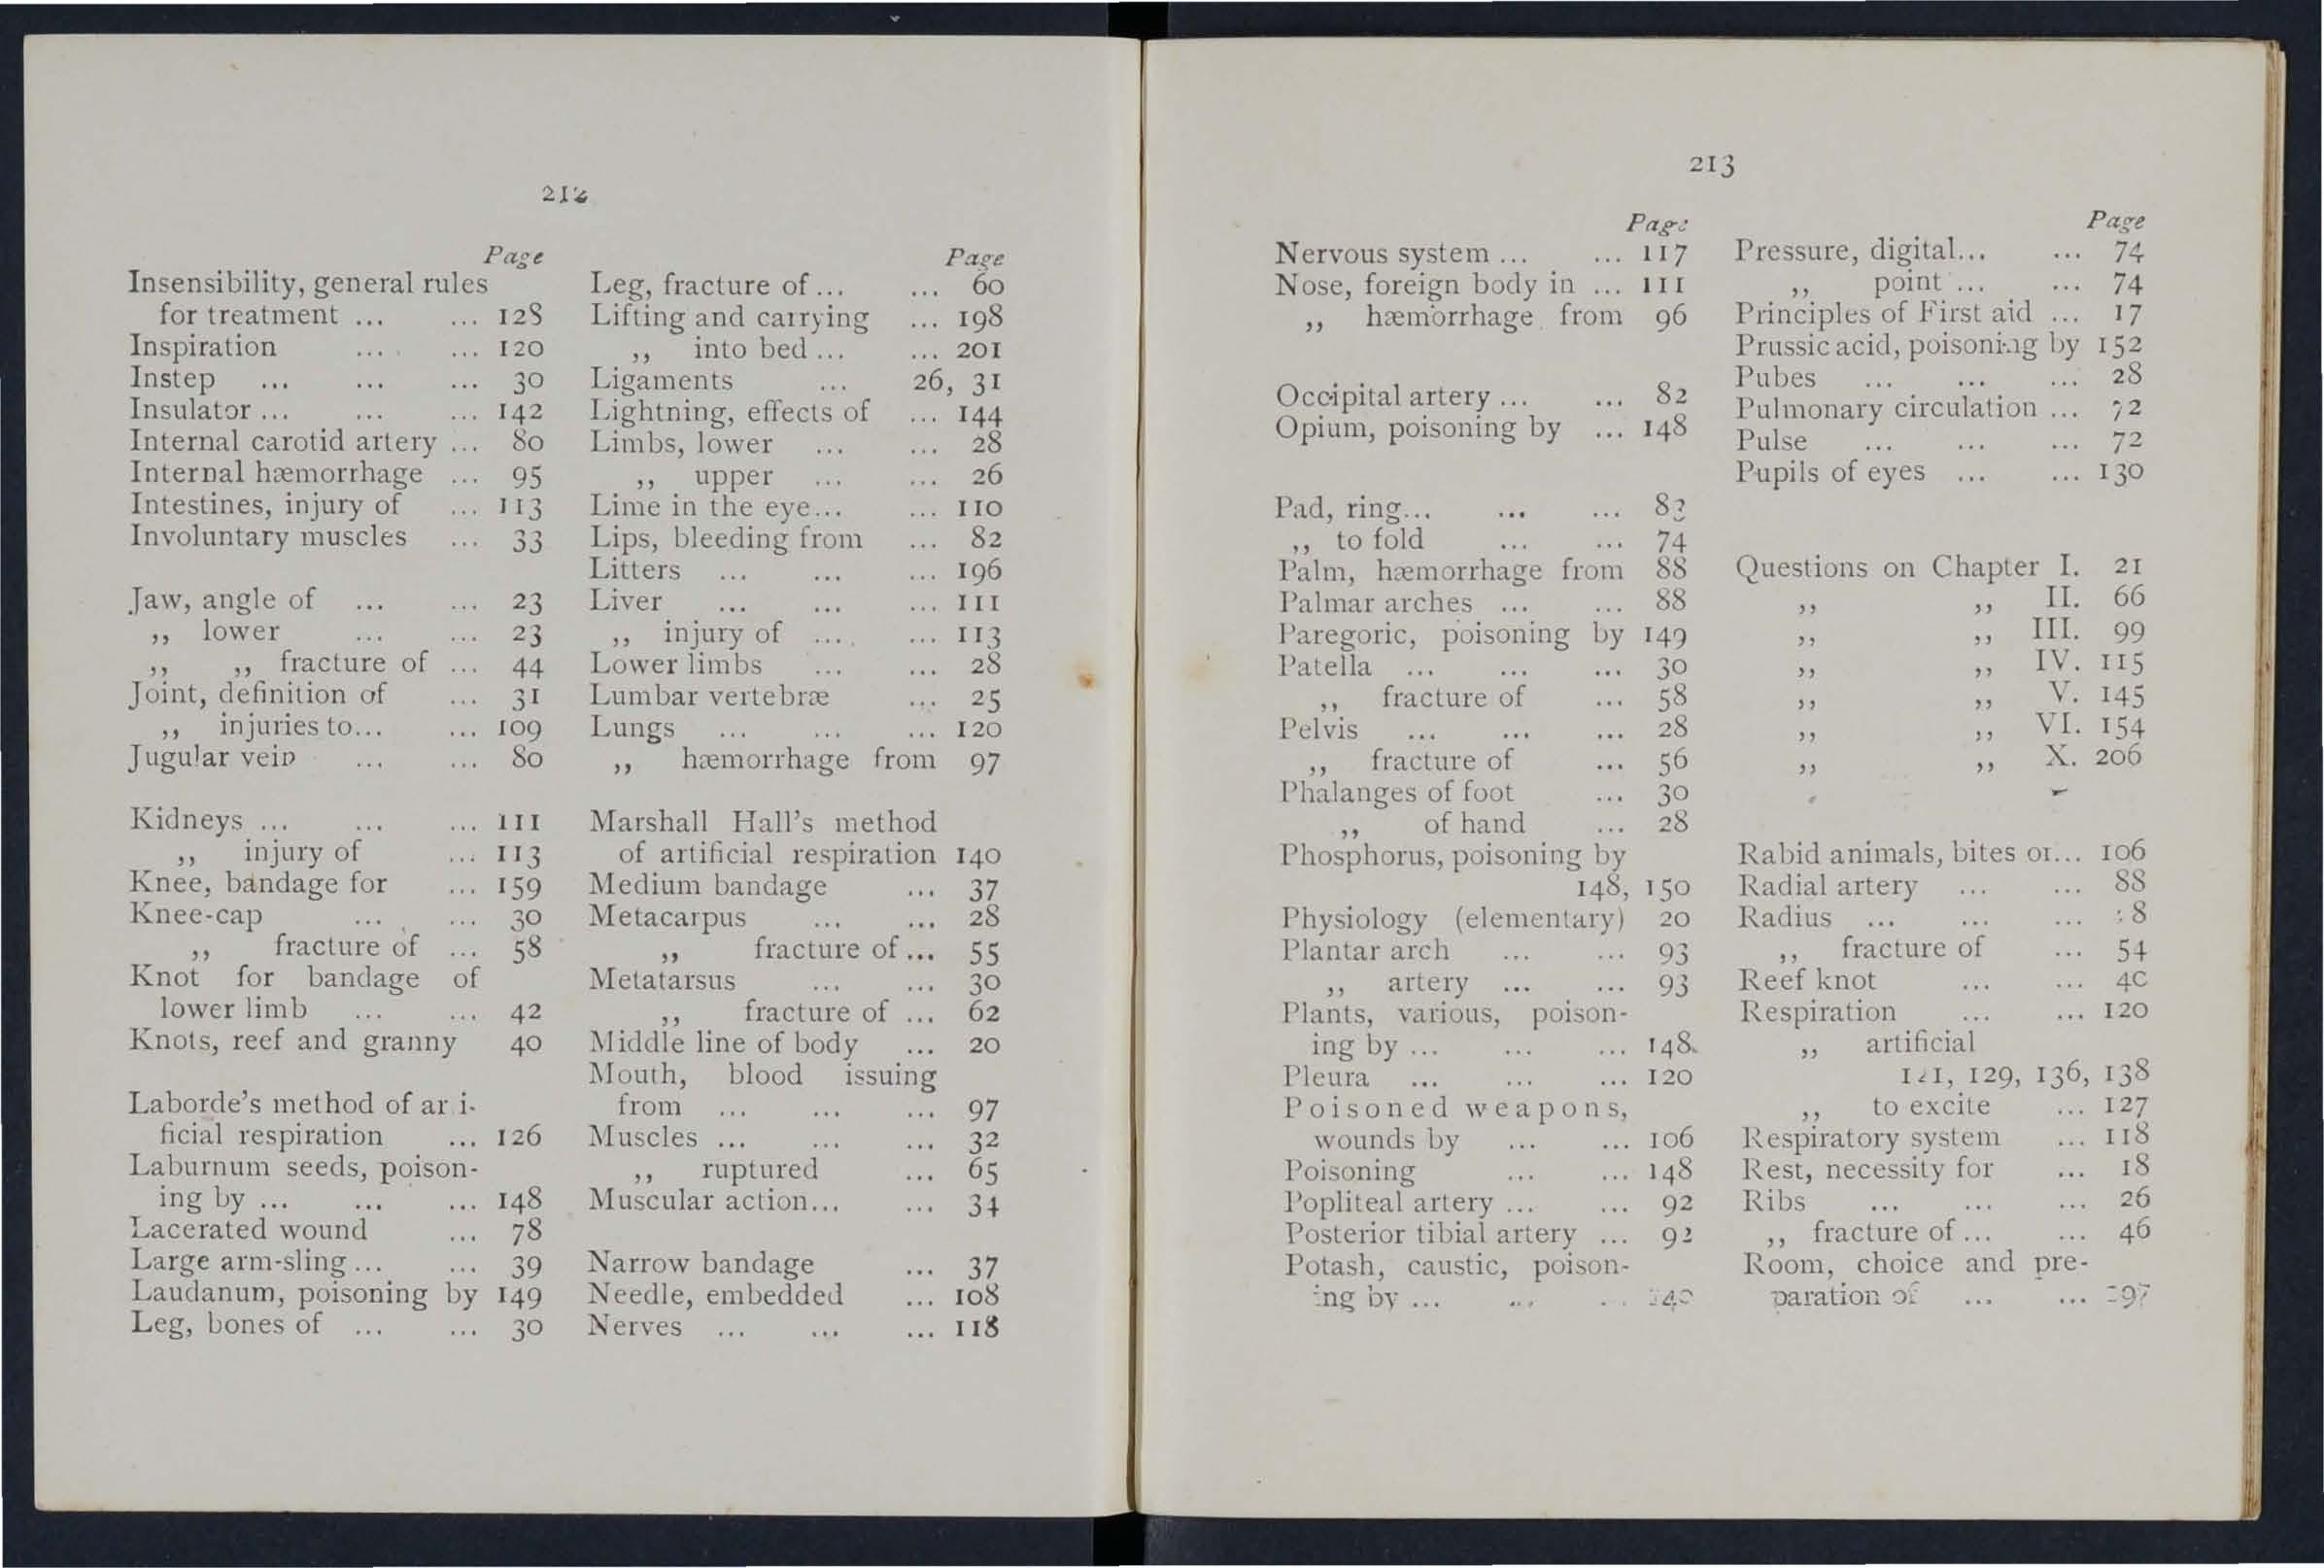 212
Page
Insensibility, general rules
for treatment ... ... 128
Inspiration ... ... 120
Instep ... ... ... 30
Insulator ... ... ... 142
Internal carotid artery ... 80
Internal hæmorrhage ... 95
Intestines, injury of ... 113
Involuntary muscles ... 33
Jaw, angle of ... ... 23
,, lower ... ... 23
,, ,, fracture of ... 44
Joint, definition of ... 31
,, injuries to... ... 109
Jugular vein ... ... 80
Kidneys ... ... ... 111
,, injury of ... 113
Knee, bandage for ... 159
Knee-cap ... ... 30
,, fracture of ... 58
Knot for bandage of
lower limb ... ... 42
Knots, reef and granny 40
Laborde's method of ar i-
ficial respiration ... 126
Laburnum seeds, poison-
ing by ... ... ... 148
Lacerated wound ... 78
Large arm-sling ... ... 39
Laudanum, poisoning by 149
Leg, bones of ... ... 30
Page
Leg, fracture of ... ... 60
Lifting and carrying ... 198
,, into bed ... ... 201
Ligaments ... 26, 31
Lightning, effects of ... 144
Limbs, lower ... ... 28
,, upper ... ... 26
Lime in the eye... ... 110
Lips, bleeding from ... 82
Litters ... ... ... 196
Liver ... ... ... 111
,, injury of ... ... 113
Lower limbs ... ... 28
Lumbar vertebræ ... 25
Lungs ... ... ... 120
,, hæmorrhage from 97
Marshall Hall's method
of artificial respiration 140
Medium bandage ... 37
Metacarpus ... ... 28
,, fracture of ... 55
Metatarsus ... ... 30
,, fracture of ... 62
Middle line of body ... 20
Mouth, blood issuing
from ... ... ... 97
Muscles ... ... ... 32
,, ruptured ... 65
Muscular action... ... 34
Narrow bandage ... 37
Needle, embedded ... 108
Nerves ... ... ... 118
213
Page
Nervous system ... ... 117
Nose, foreign body in ... 111
,, hæmorrhage from 96
Occipital artery ... ... 82
Opium, poisoning by ... 148
Pad, ring... ... ...
,, to fold ... ... 74
Palm, hæmorrhage from 88
Palmar arches ... ... 88
Paregoric, poisoning by 149
Patella ... ... ... 30
,, fracture of ... 58
Pelvis ... ... ... 28
,, fracture of ... 56
Phalanges of foot ... 30
,, of hand ... 28
Phosphorus, poisoning by
148, 150
Physiology (elementary) 20
Plantar arch ... ... 93
,, artery ... ... 93
Plants, various, poison-
ing by ... ... ... 148
Pleura ... ... ... 120
Poisoned weapons,
wounds by ... ... 106
Poisoning ... ... 148
Popliteal artery ... ... 92
Posterior tibial artery ... 92
Potash, caustic, poison-
ing by ... ... ...
Page
Pressure, digital... ... 74
,, point ... ... 74
Principles of First aid ... 17
Prussic acid, poisoning by 152
Pubes ... ... ... 28
Pulmonary circulation ... 72
Pulse ... ... ... 72
Pupils of eyes ... ... 130
Questions on Chapter I. 21
,, ,, II. 66
,, ,, III. 99
,, ,, IV. 115
,, ,, V. 145
,, ,, VI. 154
,, ,, X. 206
Rabid animals, bites of... 106
Radial artery ... ... 88
Radius ... ... ...
,, fracture of ... 54
Reef knot ... ... 40
Respiration ... ... 120
,, artificial
121, 129, 136, 138
,, to excite ... 127
Respiratory system ... 118
Rest, necessity for ... 18
Ribs ... ... ... 26
,, fracture of ... ... 46
Room, choice and pre-
paration of ... ... 197